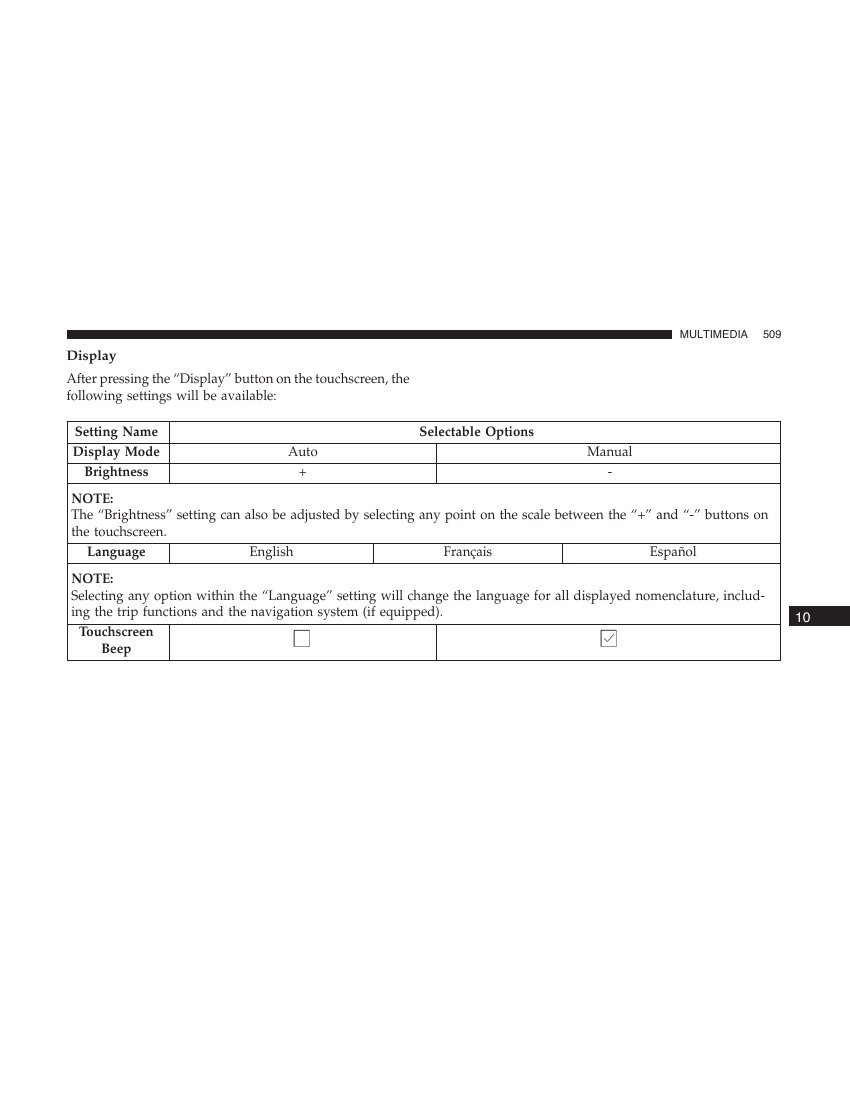 MULTIMEDIA 509
Display
After pressing the “Display” button on the touchscreen, the
following settings will be available:
Setting Name Selectable Options
Display Mode Auto Manual
Brightness + -
NOTE:
The “Brightness” setting can also be adjusted by selecting any point on the scale between the “+” and “-” buttons on
the touchscreen.
Language English Français Español
NOTE:
Selecting any option within the “Language” setting will change the language for all displayed nomenclature, includ-
ing the trip functions and the navigation system (if equipped).
10
Touchscreen
Beep